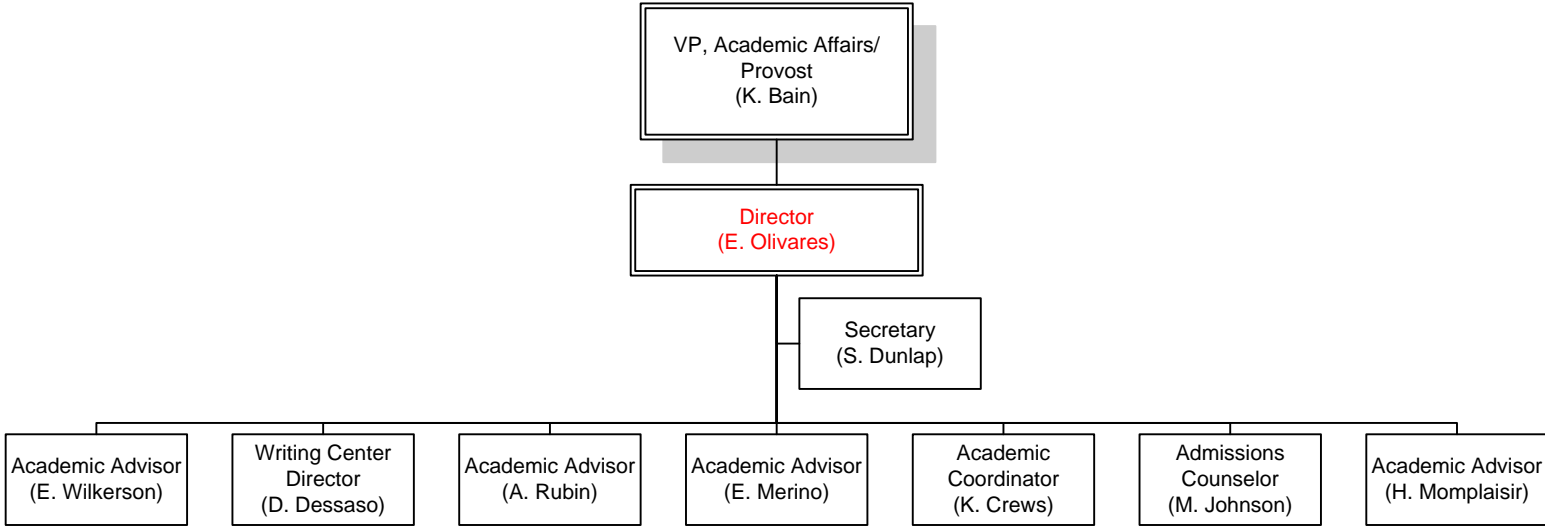 VP, Academic Affairs/
Provost
(K. Bain)
Director
(E. Olivares)
Secretary
(S. Dunlap)
Academic Advisor
(E. Wilkerson)
Writing Center
Director
(D. Dessaso)
Academic Advisor
(A. Rubin)
Academic Advisor
(E. Merino)
Academic
Coordinator
(K. Crews)
Admissions
Counselor
(M. Johnson)
Academic Advisor
(H. Momplaisir)